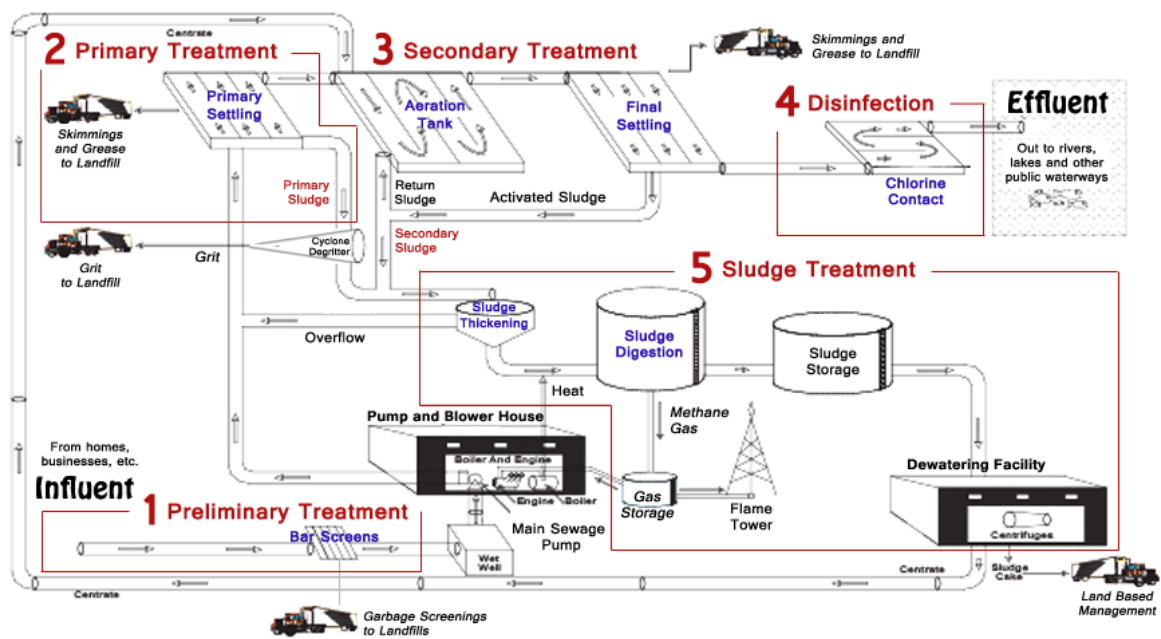 Centrate
2 Primary Treatment
3 Secondary Treatment
Skimmings and
Grease to Landfill
Primary
Settling
Aeration
Tank
Final
Settling
4 Disinfection
Effluent
Out to rivers,
lakes and other
public waterways
Skimmings
and Grease
to Landfill
Chlorine
Contact
Primary
Sludge
Return
Sludge
Activated Sludge
Secondary
Sludge
Cyclone
Degritter
Grit
Grit
to Landfill
5 Sludge Treatment
Sludge
Thickening
Sludge
Digestion
Sludge
Storage
Overflow
Heat
Methane
Gas
Pump and Blower House
From homes,
businesses, etc.
Influent
Boiler And Engine
Engine
Boiler
Gas
Storage
Flame
Tower
Dewatering Facility
Centrifuges
1 Preliminary Treatment
Bar Screens
Main Sewage
Pump
Wet
Well
Centrate
Sludge
Cake
Land Based
Management
Centrate
Garbage Screenings
to Landfills